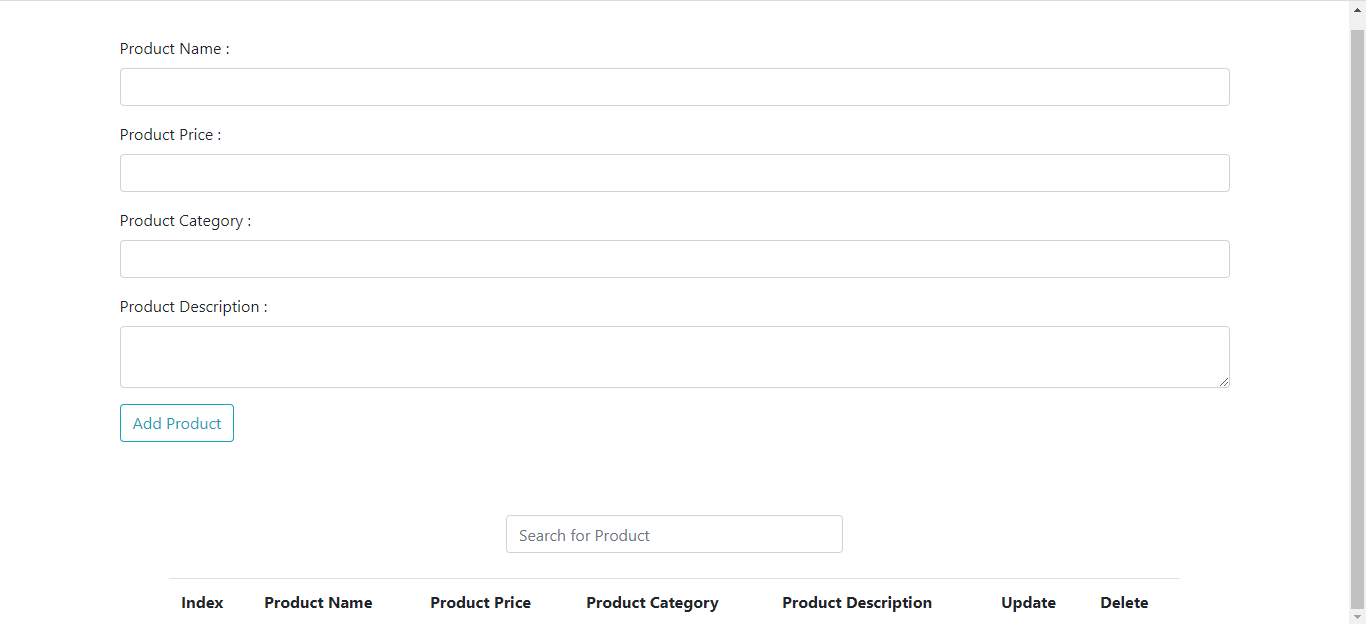 Product Name :
Product Price :
Product Category :
Product Description :
Add Product
Search for Product
Index Product Name Product Price Product Category Product Description Update Delete